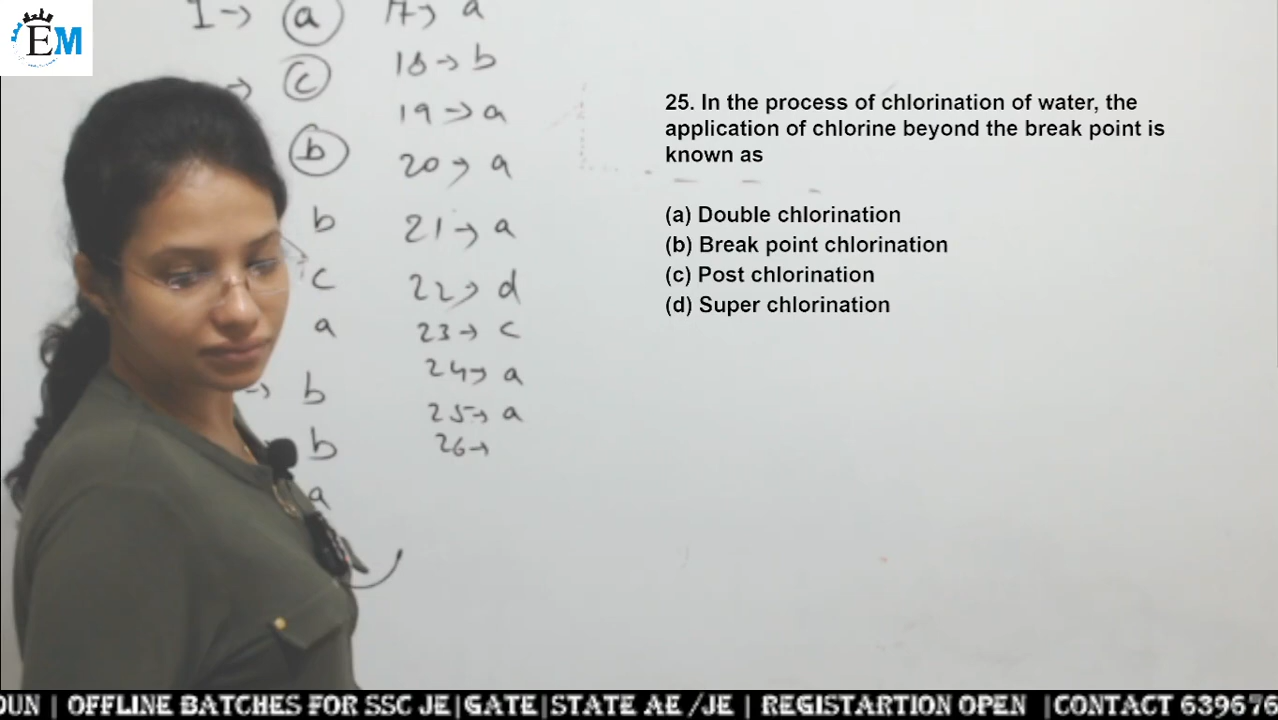 EM
1 → a
→ c
b
b
c
a
→ b
b
a
17 → a
18 → b
19 → a
20 → a
21 → a
22 → d
23 → c
24 → a
25 → a
26 →
25. In the process of chlorination of water, the
application of chlorine beyond the break point is
known as
(a) Double chlorination
(b) Break point chlorination
(c) Post chlorination
(d) Super chlorination
OUN | OFFLINE BATCHES FOR SSC JE|GATE|STATE AE /JE | REGISTARTION OPEN |CONTACT 639676